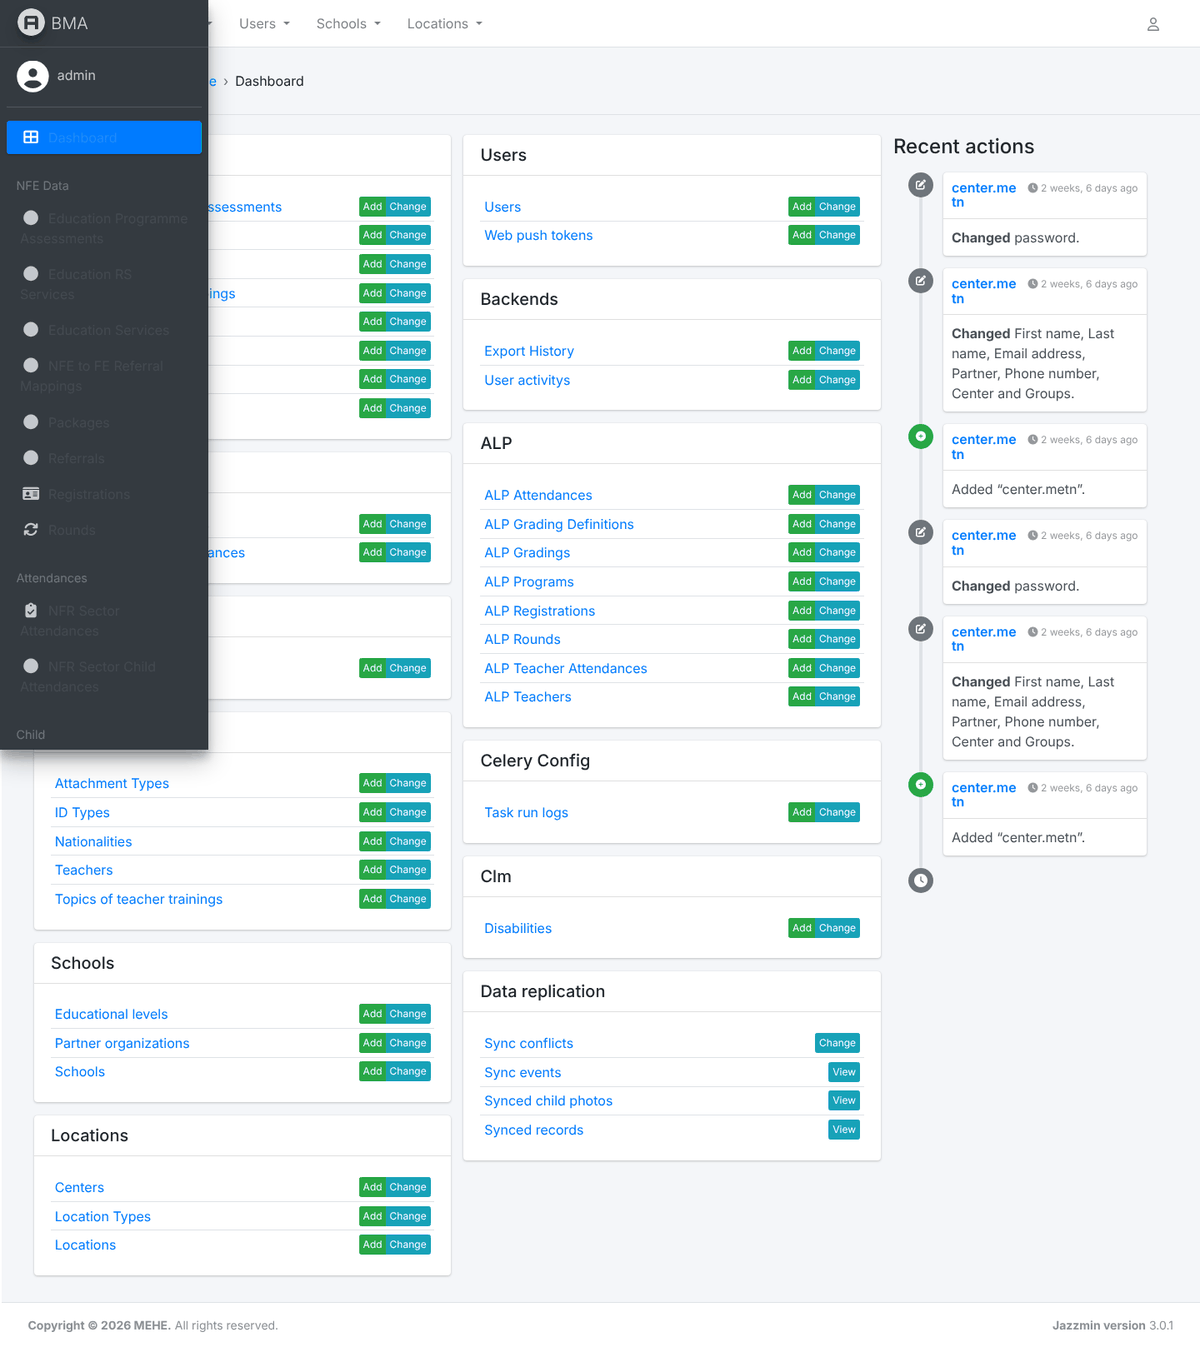 BMA
Users
Schools
Locations
admin
e › Dashboard
Dashboard
NFE Data
Education Programme
Assessments
Education RS
Services
Education Services
NFE to FE Referral
Mappings
Packages
Referrals
Registrations
Rounds
Attendances
NFR Sector
Attendances
NFR Sector Child
Attendances
Child
ssessments Add Change
Add Change
Add Change
ings Add Change
Add Change
Add Change
Add Change
Add Change
Add Change
ances Add Change
Add Change
Attachment Types Add Change
ID Types Add Change
Nationalities Add Change
Teachers Add Change
Topics of teacher trainings Add Change
Schools
Educational levels Add Change
Partner organizations Add Change
Schools Add Change
Locations
Centers Add Change
Location Types Add Change
Locations Add Change
Users
Users Add Change
Web push tokens Add Change
Backends
Export History Add Change
User activitys Add Change
ALP
ALP Attendances Add Change
ALP Grading Definitions Add Change
ALP Gradings Add Change
ALP Programs Add Change
ALP Registrations Add Change
ALP Rounds Add Change
ALP Teacher Attendances Add Change
ALP Teachers Add Change
Celery Config
Task run logs Add Change
Clm
Disabilities Add Change
Data replication
Sync conflicts Change
Sync events View
Synced child photos View
Synced records View
Recent actions
center.me 2 weeks, 6 days ago
tn
Changed password.
center.me 2 weeks, 6 days ago
tn
Changed First name, Last
name, Email address,
Partner, Phone number,
Center and Groups.
center.me 2 weeks, 6 days ago
tn
Added “center.metn”.
center.me 2 weeks, 6 days ago
tn
Changed password.
center.me 2 weeks, 6 days ago
tn
Changed First name, Last
name, Email address,
Partner, Phone number,
Center and Groups.
center.me 2 weeks, 6 days ago
tn
Added “center.metn”.
Copyright © 2026 MEHE. All rights reserved.
Jazzmin version 3.0.1